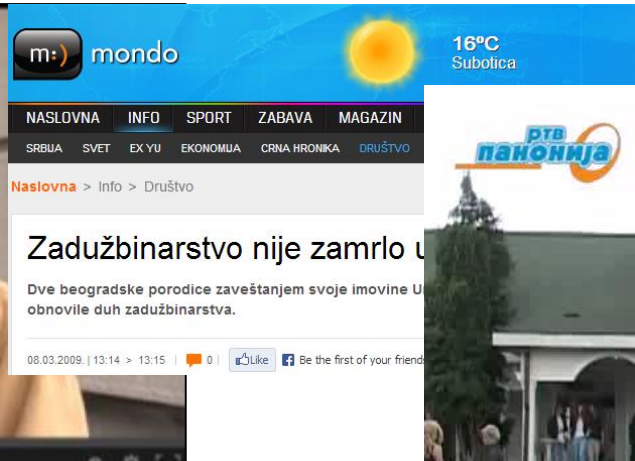 m:) mondo
16ºC
Subotica
NASLOVNA INFO SPORT ZABAVA MAGAZIN
SRBIJA SVET EX YU EKONOMIJA CRNA HRONIKA DRUŠTVO
Naslovna > Info > Društvo
Zadužbinarstvo nije zamrlo u
Dve beogradske porodice zaveštanjem svoje imovine
obnovile duh zadužbinarstva.
08.03.2009. | 13:14 > 13:15 | 0 | Like Be the first of your friend
ртв
панонија